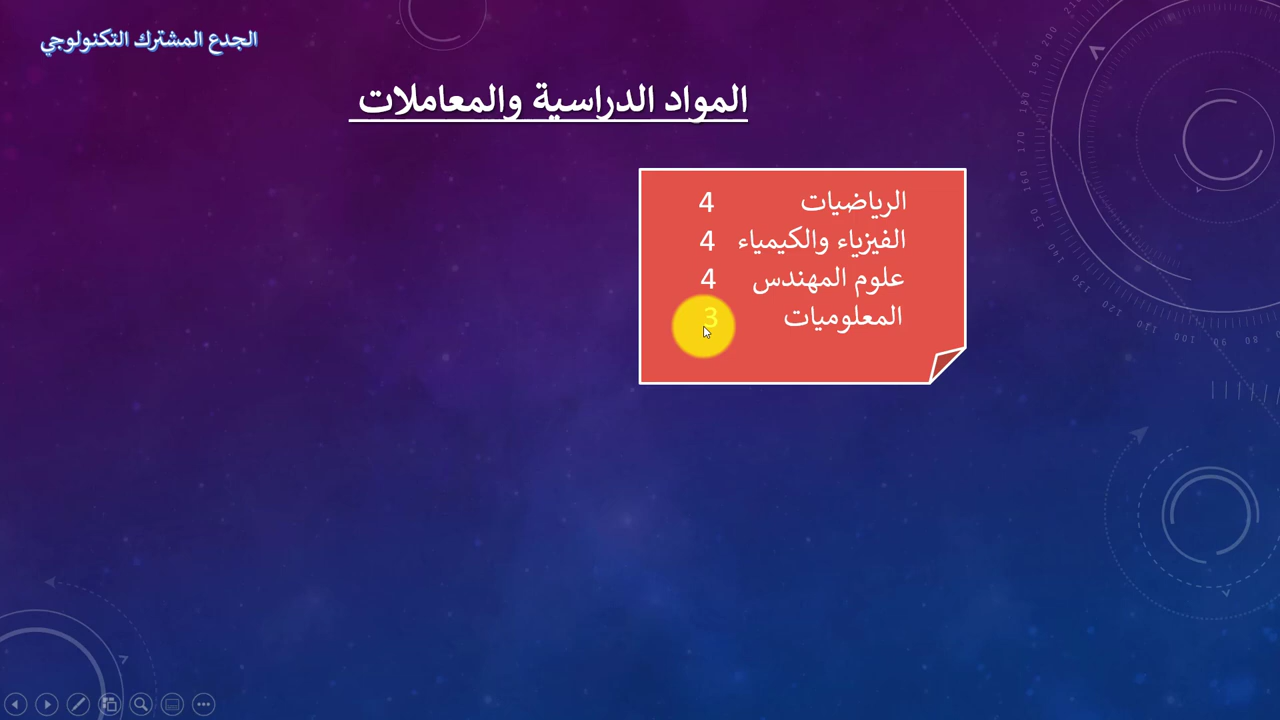 الجدع المشترك التكنولوجي
المواد الدراسية والمعاملات
الرياضيات 4
الفيزياء والكيمياء 4
علوم المهندس 4
المعلوميات 3